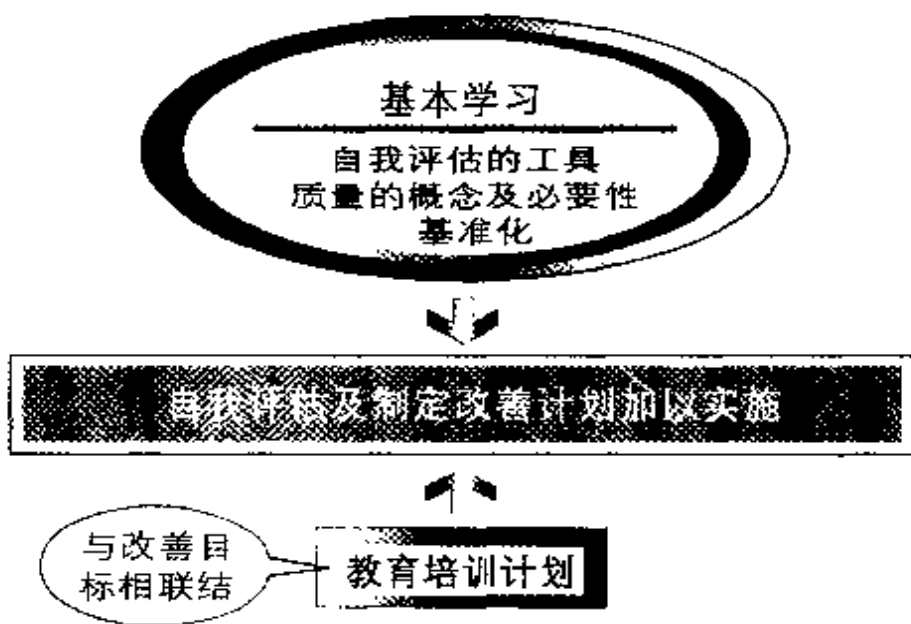 基本学习
自我评估的工具
质量的概念及必要性
基准化
自我评估及制定改善计划加以实施
与改善目
标相联结
教育培训计划